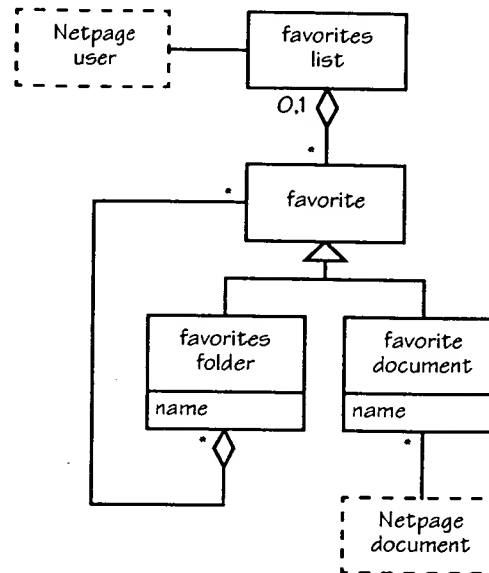 Netpage
user
favorites
list
0,1
*
*
favorite
favorites
folder
name
*
favorite
document
name
*
Netpage
document